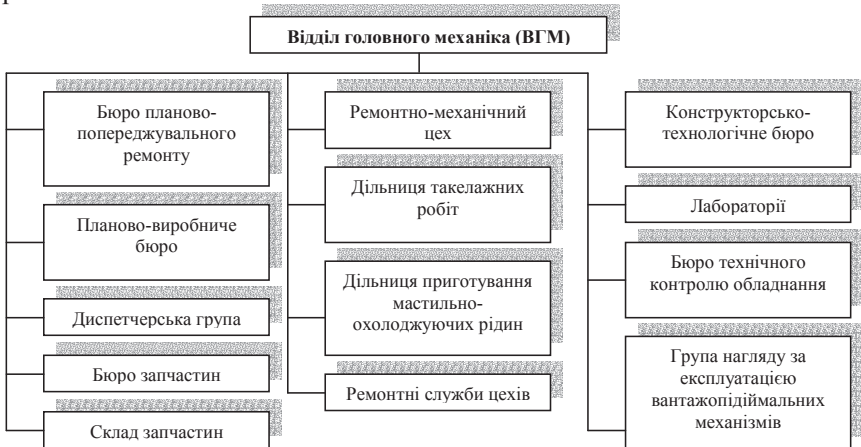 Відділ головного механіка (ВГМ)
Бюро планово-
попереджувального
ремонту
Планово-виробниче
бюро
Диспетчерська група
Бюро запчастин
Склад запчастин
Ремонтно-механічний
цех
Дільниця такелажних
робіт
Дільниця приготування
мастильно-
охолоджуючих рідин
Ремонтні служби цехів
Конструкторсько-
технологічне бюро
Лабораторії
Бюро технічного
контролю обладнання
Група нагляду за
експлуатацією
вантажопідіймальних
механізмів